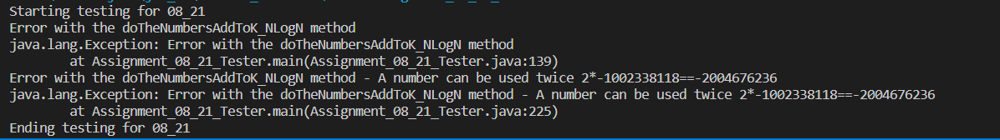 Starting testing for 08_21
Error with the doTheNumbersAddToK_NLogN method
java.lang.Exception: Error with the doTheNumbersAddToK_NLogN method
        at Assignment_08_21_Tester.main(Assignment_08_21_Tester.java:139)
Error with the doTheNumbersAddToK_NLogN method - A number can be used twice 2*-1002338118==-2004676236
java.lang.Exception: Error with the doTheNumbersAddToK_NLogN method - A number can be used twice 2*-1002338118==-2004676236
        at Assignment_08_21_Tester.main(Assignment_08_21_Tester.java:225)
Ending testing for 08_21